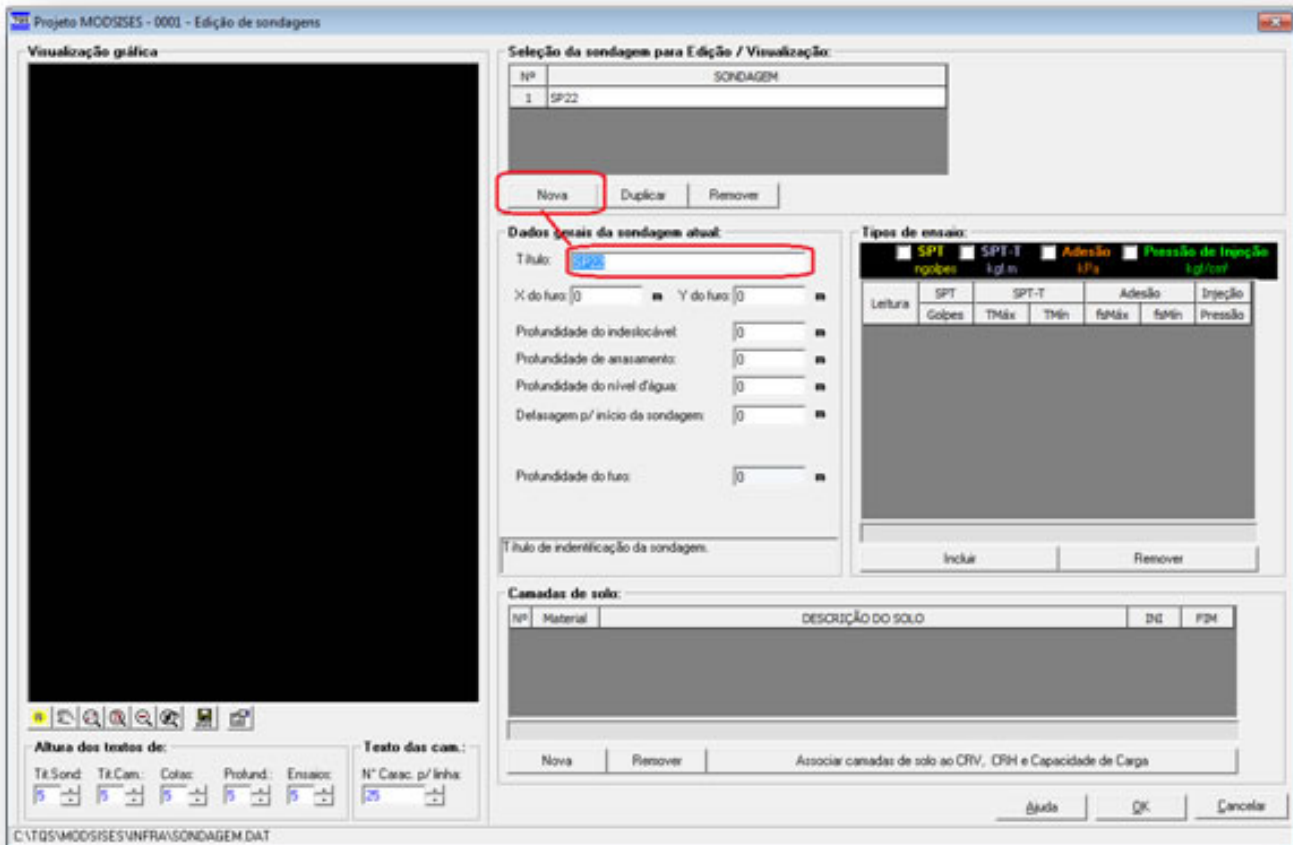 Projeto MODSISES - 0001 - Edição de sondagens
Visualização gráfica
Seleção da sondagem para Edição / Visualização:
Nº SONDAGEM
1 SP22
Nova Duplicar Remover
Dados gerais da sondagem atual:
Título: SP22
X do furo: 0 m Y do furo: 0 m
Profundidade do indeslocável: 0 m
Profundidade de arrasamento: 0 m
Profundidade do nível d'água: 0 m
Defasagem p/ início da sondagem: 0 m
Profundidade do furo: 0 m
Título de indentificação da sondagem.
Tipos de ensaio:
SPT SPT-T Adesão Pressão de Injeção
ngolpes kgf.m kPa kgf/cm²
Leitura SPT SPT-T Adesão Injeção
Golpes TMáx TMín fsMáx fsMín Pressão
Incluir Remover
Camadas de solo:
Nº Material DESCRIÇÃO DO SOLO INI FIM
Nova Remover Associar camadas de solo ao CRV, CRH e Capacidade de Carga
Altura dos textos de:
Tit.Sond Tit.Cam.: Cotas: Profund.: Ensaios:
5 5 5 5 5
Texto das cam.:
N° Carac. p/ linha:
25
Ajuda OK Cancelar
C:\TQS\MODSISES\INFRA\SONDAGEM.DAT